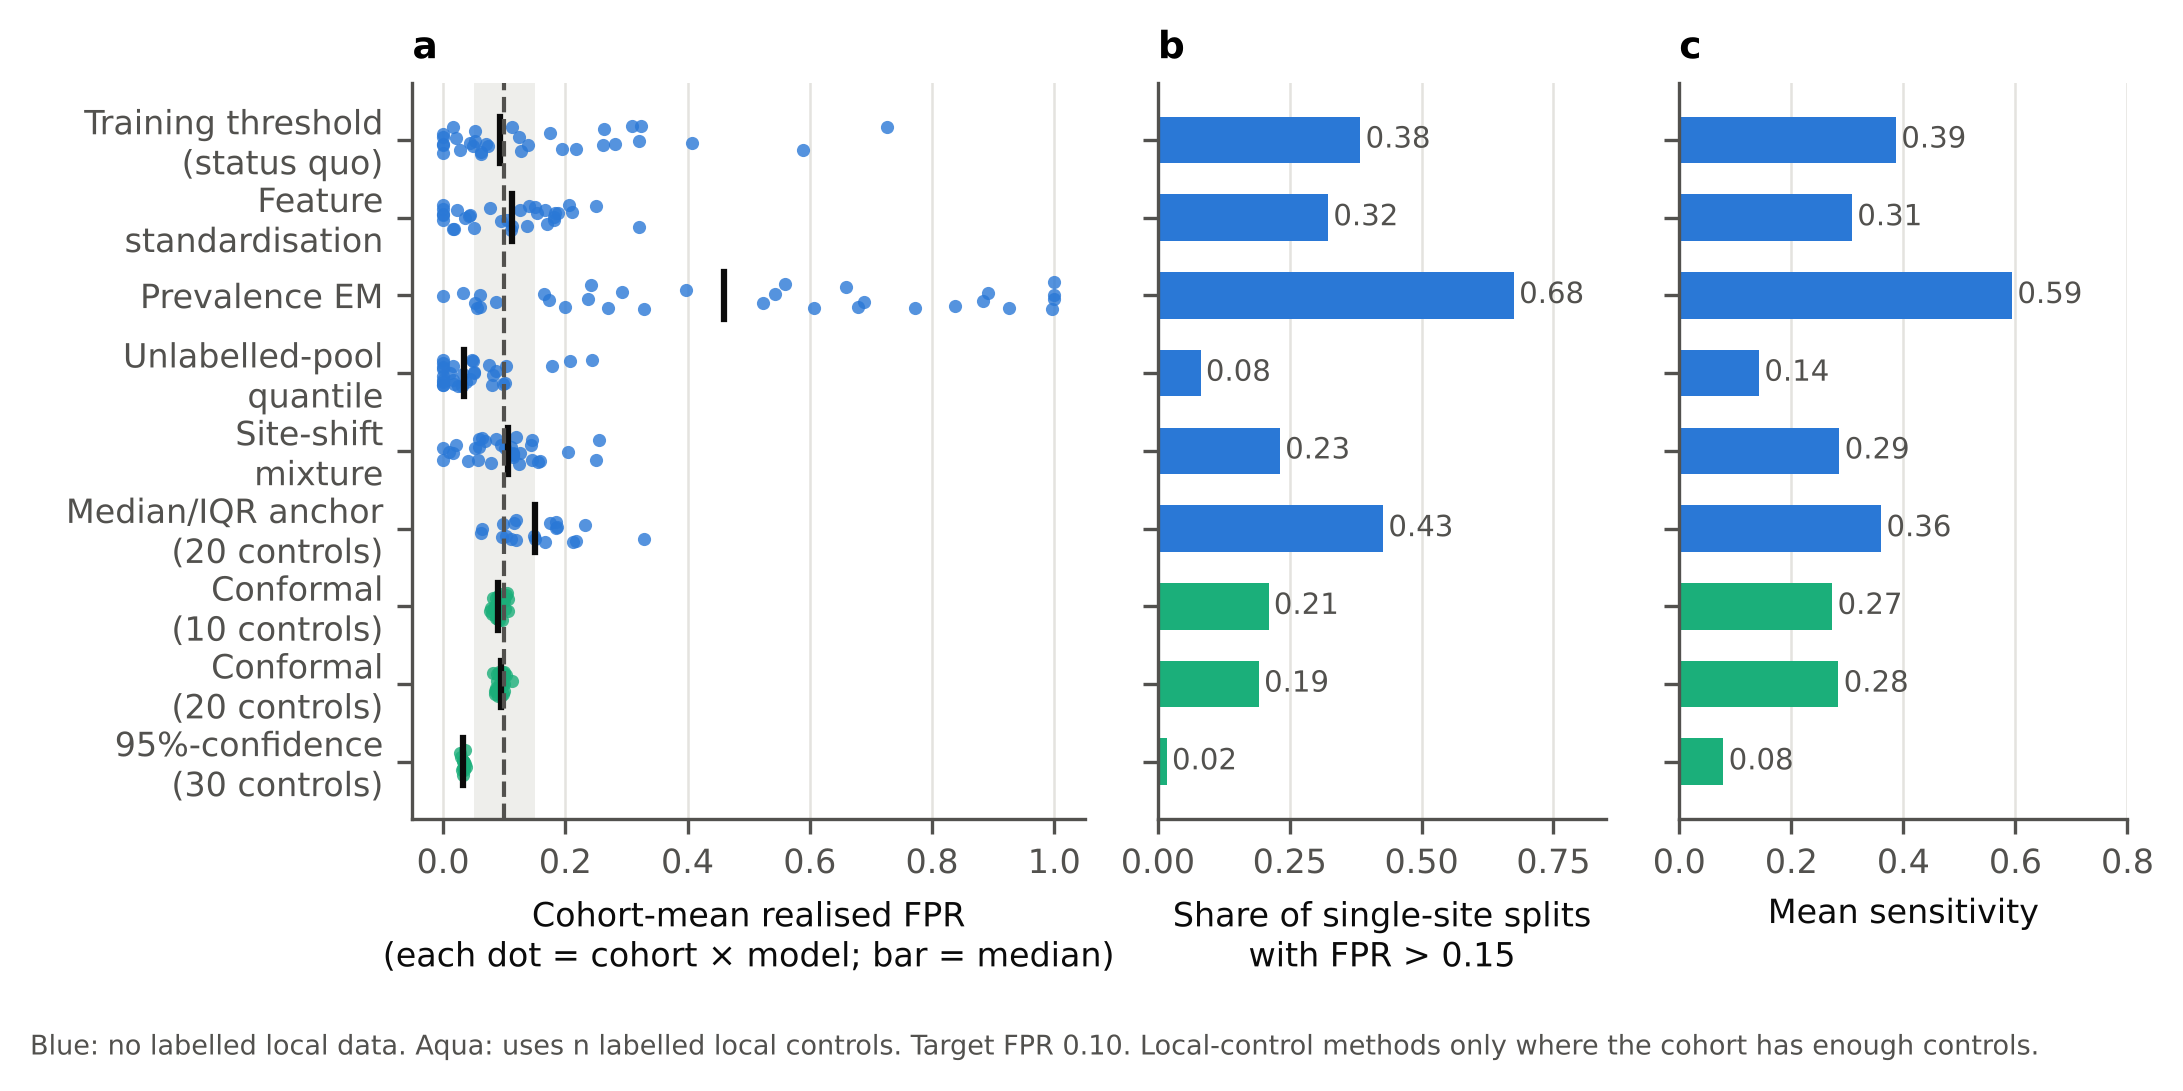 a
b
c
Training threshold
(status quo)
Feature
standardisation
Prevalence EM
Unlabelled-pool
quantile
Site-shift
mixture
Median/IQR anchor
(20 controls)
Conformal
(10 controls)
Conformal
(20 controls)
95%-confidence
(30 controls)
0.38
0.32
0.68
0.08
0.23
0.43
0.21
0.19
0.02
0.39
0.31
0.59
0.14
0.29
0.36
0.27
0.28
0.08
0.0 0.2 0.4 0.6 0.8 1.0
0.00 0.25 0.50 0.75
0.0 0.2 0.4 0.6 0.8
Cohort-mean realised FPR
(each dot = cohort × model; bar = median)
Share of single-site splits
with FPR > 0.15
Mean sensitivity
Blue: no labelled local data. Aqua: uses n labelled local controls. Target FPR 0.10. Local-control methods only where the cohort has enough controls.